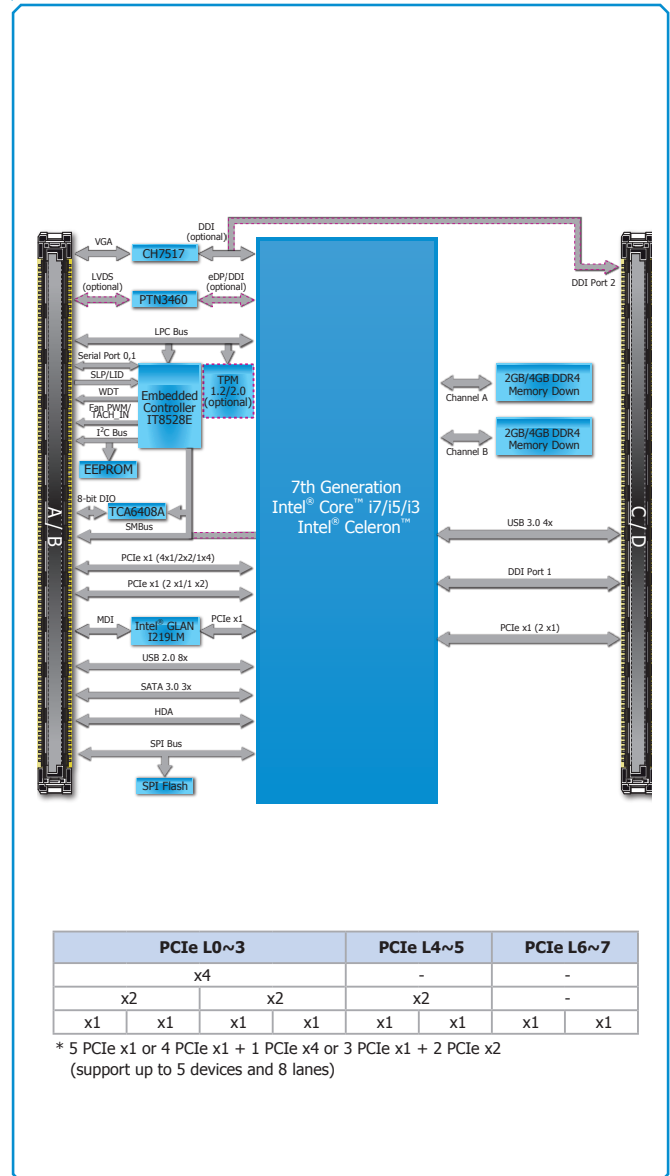 DDI
(optional)
VGA
CH7517
DDI Port 2
LVDS
(optional)
eDP/DDI
(optional)
PTN3460
LPC Bus
Serial Port 0,1
SLP/LID
WDT
Fan PWM/
TACH_IN
I²C Bus
Embedded
Controller
IT8528E
TPM
1.2/2.0
(optional)
EEPROM
8-bit DIO
TCA6408A
SMBus
PCIe x1 (4x1/2x2/1x4)
PCIe x1 (2 x1/1 x2)
MDI
Intel® GLAN
I219LM
PCIe x1
USB 2.0 8x
SATA 3.0 3x
HDA
SPI Bus
SPI Flash
A / B
7th Generation
Intel® Core™ i7/i5/i3
Intel® Celeron™
Channel A
2GB/4GB DDR4
Memory Down
Channel B
2GB/4GB DDR4
Memory Down
USB 3.0 4x
DDI Port 1
PCIe x1 (2 x1)
C / D
PCIe L0~3 PCIe L4~5 PCIe L6~7
x4 - -
x2 x2 x2 -
x1 x1 x1 x1 x1 x1 x1 x1
* 5 PCIe x1 or 4 PCIe x1 + 1 PCIe x4 or 3 PCIe x1 + 2 PCIe x2
(support up to 5 devices and 8 lanes)